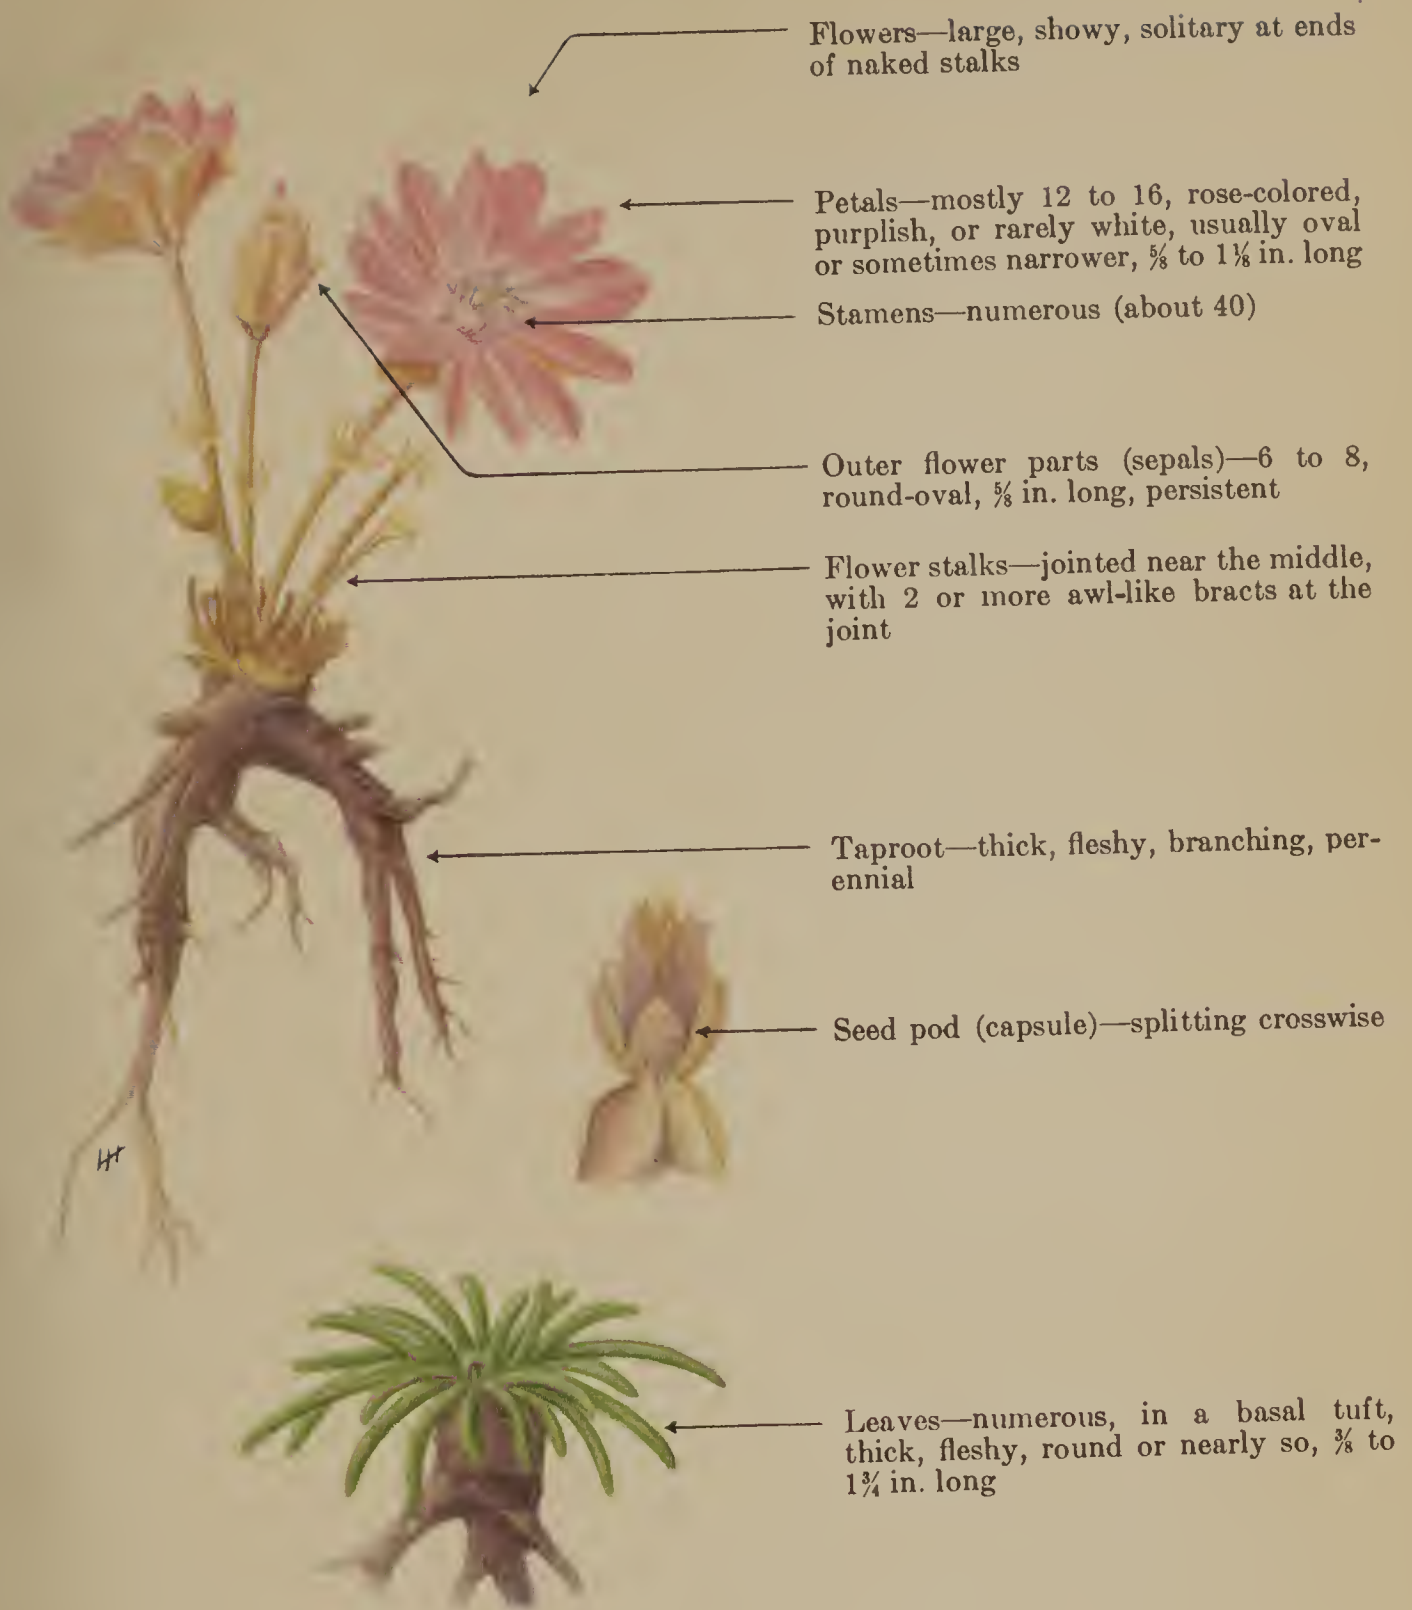 Flowers—large, showy, solitary at ends
of naked stalks
Petals—mostly 12 to 16, rose-colored,
purplish, or rarely white, usually oval
or sometimes narrower, ⅝ to 1⅛ in. long
Stamens—numerous (about 40)
Outer flower parts (sepals)—6 to 8,
round-oval, ⅝ in. long, persistent
Flower stalks—jointed near the middle,
with 2 or more awl-like bracts at the
joint
Taproot—thick, fleshy, branching, per-
ennial
Seed pod (capsule)—splitting crosswise
Leaves—numerous, in a basal tuft,
thick, fleshy, round or nearly so, ⅜ to
1¾ in. long